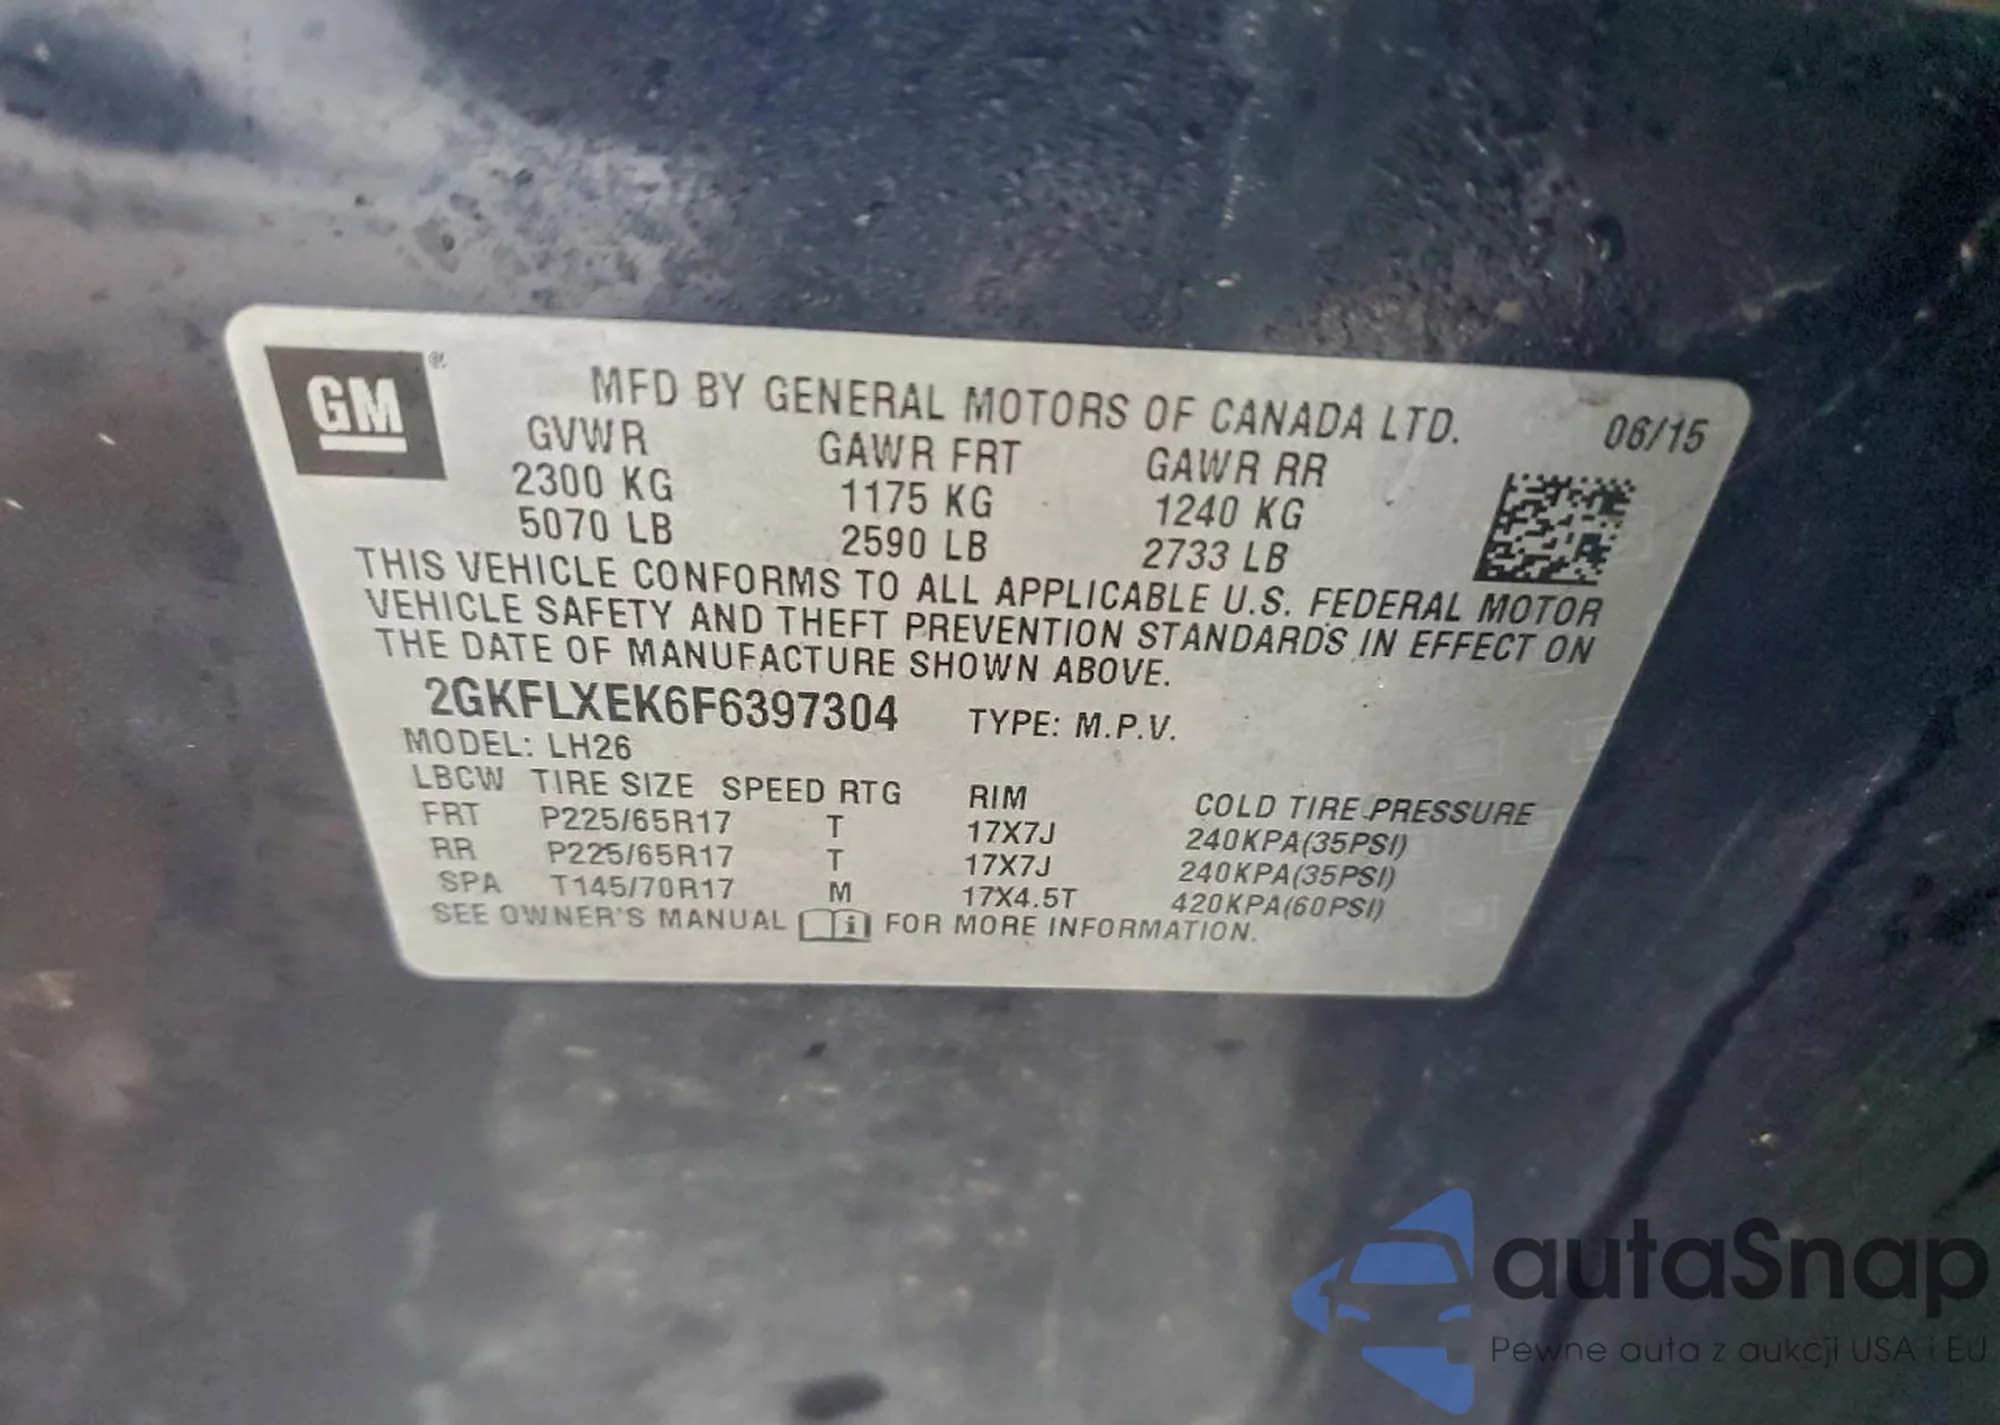 GM ®
MFD BY GENERAL MOTORS OF CANADA LTD. 06/15
GVWR GAWR FRT GAWR RR
2300 KG 1175 KG 1240 KG
5070 LB 2590 LB 2733 LB
THIS VEHICLE CONFORMS TO ALL APPLICABLE U.S. FEDERAL MOTOR
VEHICLE SAFETY AND THEFT PREVENTION STANDARDS IN EFFECT ON
THE DATE OF MANUFACTURE SHOWN ABOVE.
2GKFLXEK6F6397304 TYPE: M.P.V.
MODEL: LH26
LBCW TIRE SIZE SPEED RTG RIM COLD TIRE PRESSURE
FRT P225/65R17 T 17X7J 240KPA(35PSI)
RR P225/65R17 T 17X7J 240KPA(35PSI)
SPA T145/70R17 M 17X4.5T 420KPA(60PSI)
SEE OWNER'S MANUAL i FOR MORE INFORMATION.
autaSnap
Pewne auta z aukcji USA i EU